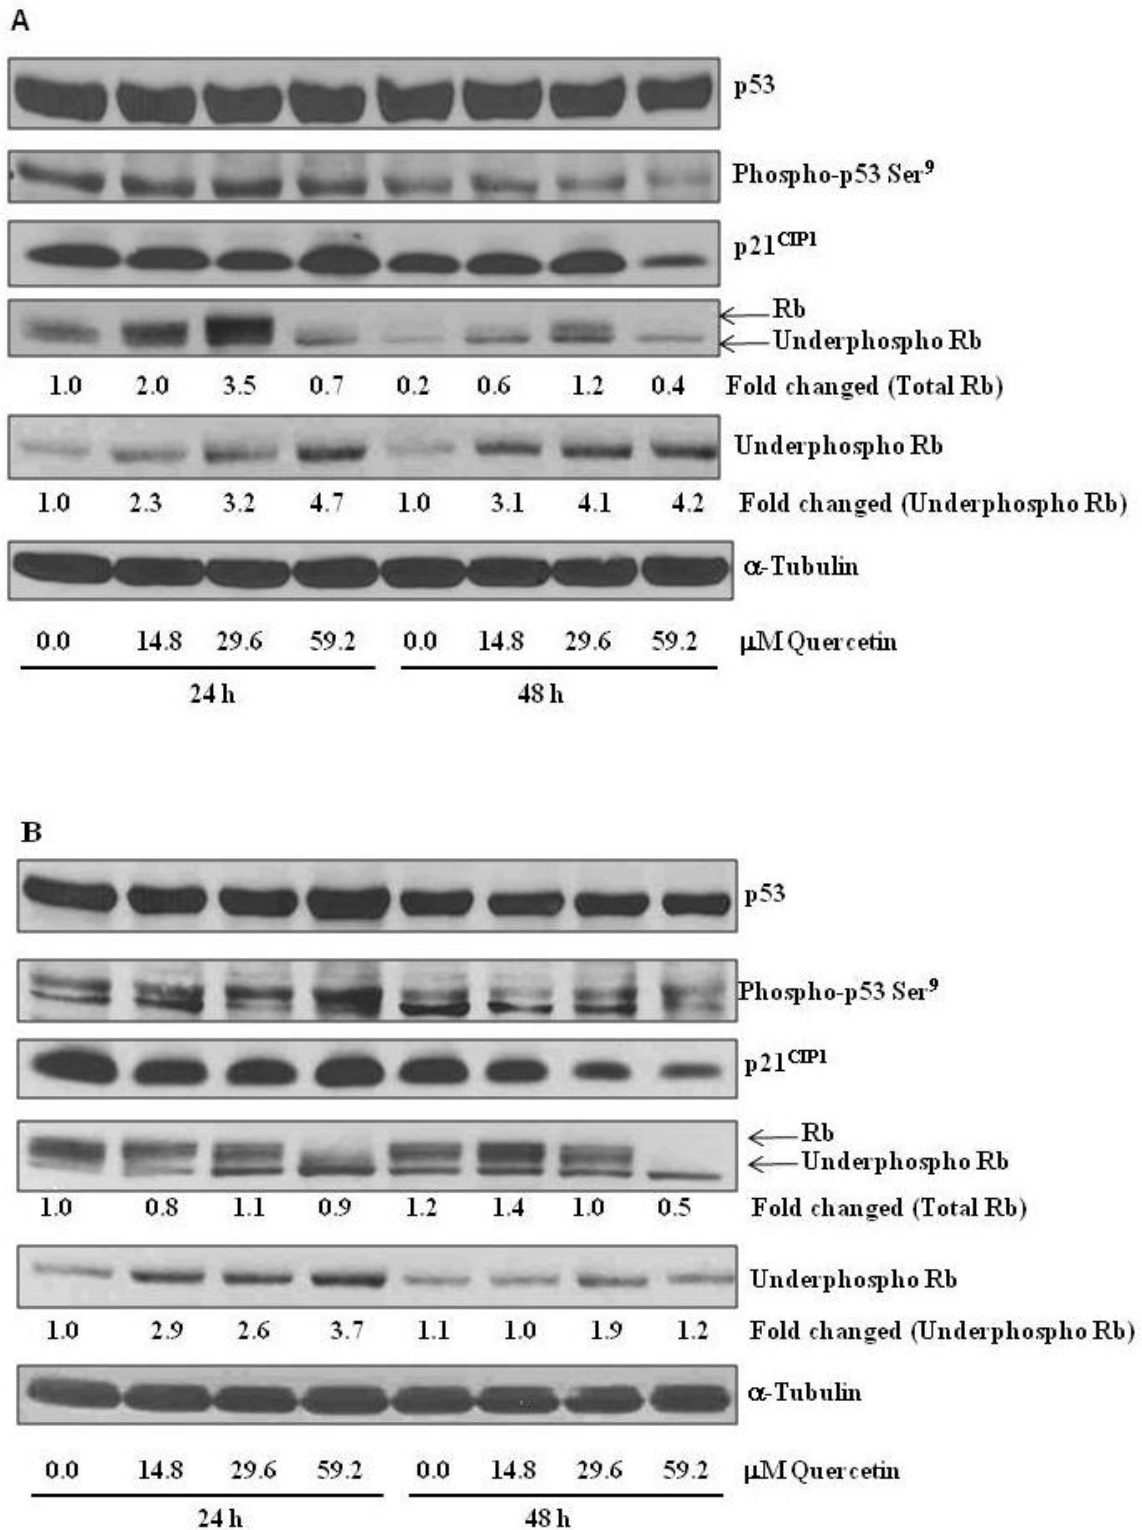 A
p53
Phospho-p53 Ser⁹
p21ᶜᴵᴾ¹
Rb
Underphospho Rb
1.0 2.0 3.5 0.7 0.2 0.6 1.2 0.4 Fold changed (Total Rb)
Underphospho Rb
1.0 2.3 3.2 4.7 1.0 3.1 4.1 4.2 Fold changed (Underphospho Rb)
α-Tubulin
0.0 14.8 29.6 59.2 0.0 14.8 29.6 59.2 µM Quercetin
24 h 48 h
B
p53
Phospho-p53 Ser⁹
p21ᶜᴵᴾ¹
Rb
Underphospho Rb
1.0 0.8 1.1 0.9 1.2 1.4 1.0 0.5 Fold changed (Total Rb)
Underphospho Rb
1.0 2.9 2.6 3.7 1.1 1.0 1.9 1.2 Fold changed (Underphospho Rb)
α-Tubulin
0.0 14.8 29.6 59.2 0.0 14.8 29.6 59.2 µM Quercetin
24 h 48 h